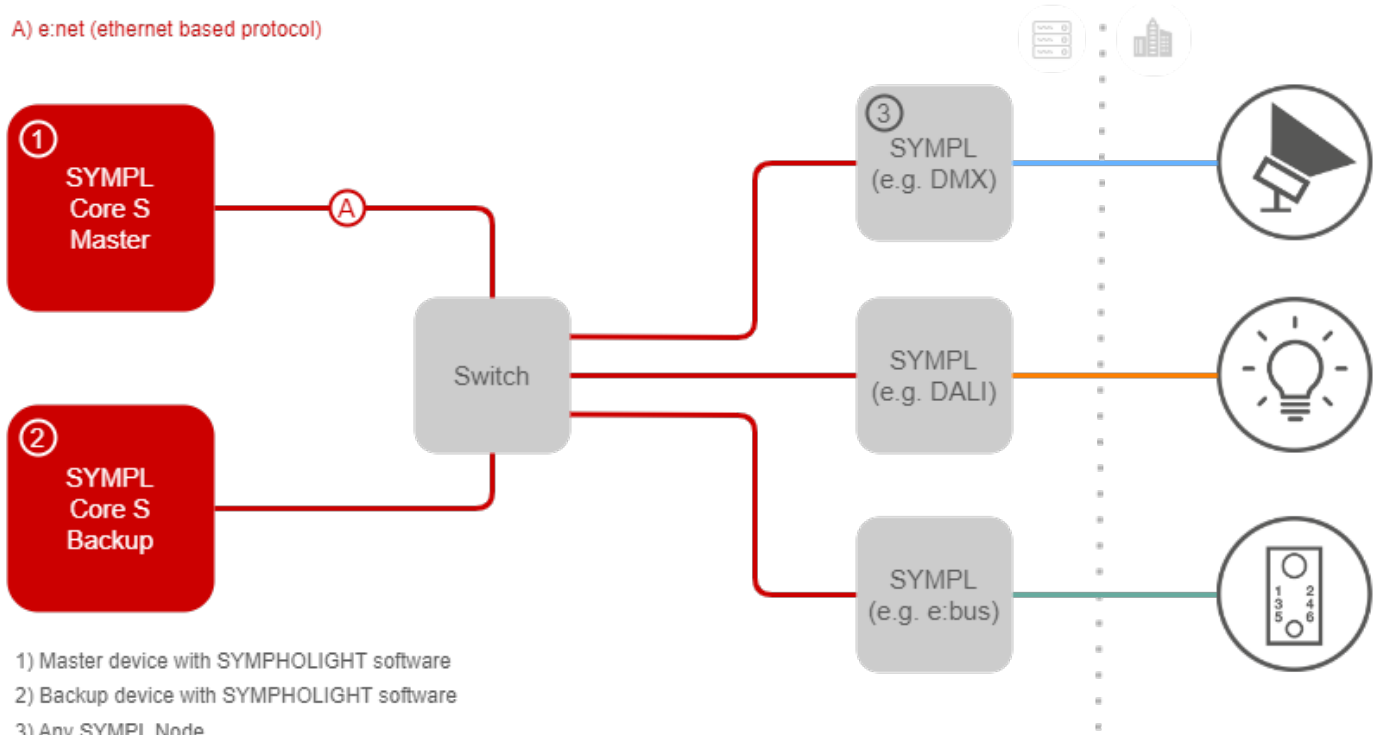 A) e:net (ethernet based protocol)
1
SYMPL
Core S
Master
A
3
SYMPL
(e.g. DMX)
Switch
SYMPL
(e.g. DALI)
2
SYMPL
Core S
Backup
SYMPL
(e.g. e:bus)
1 2
3 4
5 6
1) Master device with SYMPHOLIGHT software
2) Backup device with SYMPHOLIGHT software
3) Any SYMPL Node